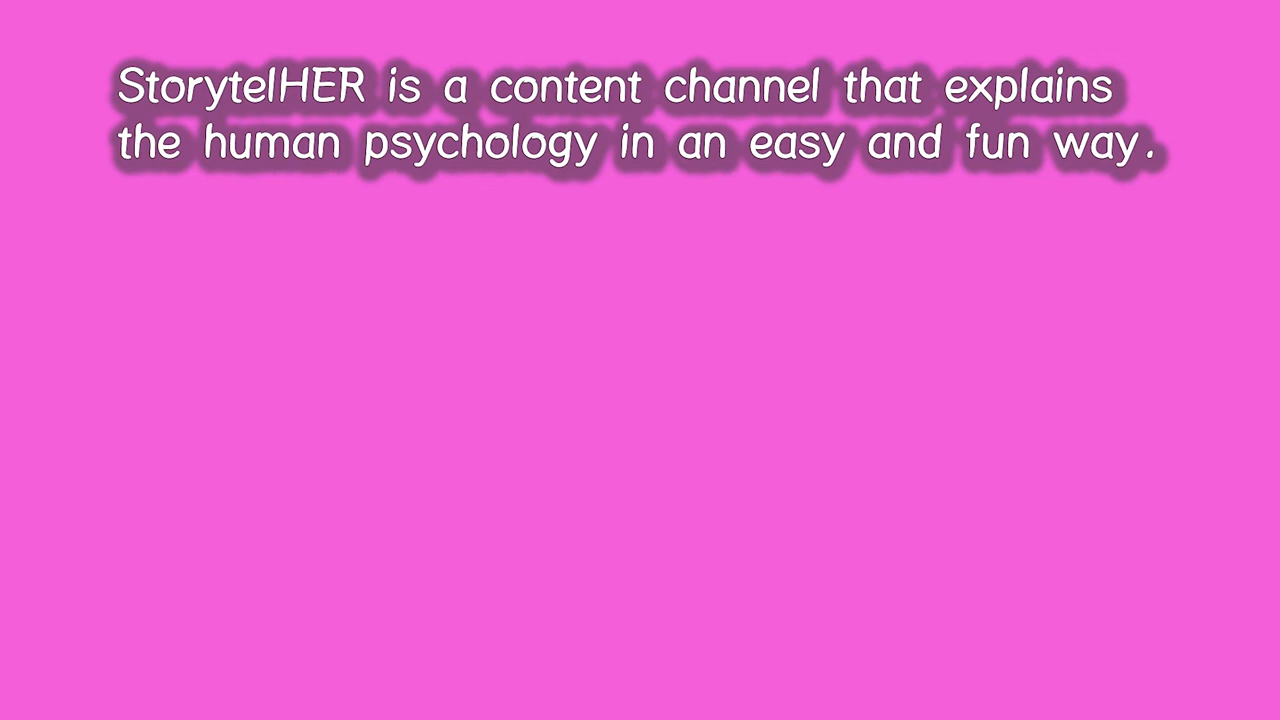 StorytelHER is a content channel that explains
the human psychology in an easy and fun way.